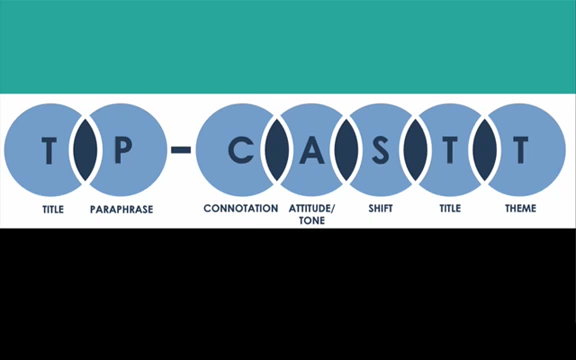 T P - C A S T T
TITLE PARAPHRASE CONNOTATION ATTITUDE/ SHIFT TITLE THEME
TONE